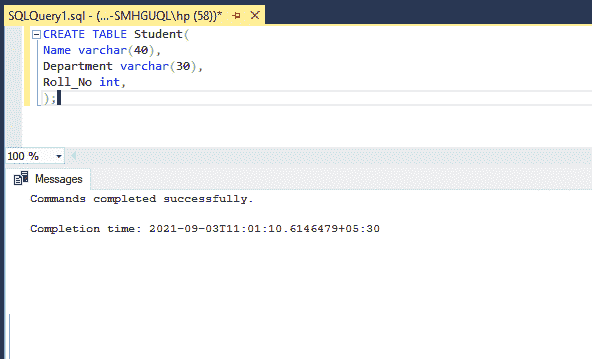 SQLQuery1.sql - (...-SMHGUQL\hp (58))*
CREATE TABLE Student(
Name varchar(40),
Department varchar(30),
Roll_No int,
);
100 %
Messages
Commands completed successfully.
Completion time: 2021-09-03T11:01:10.6146479+05:30